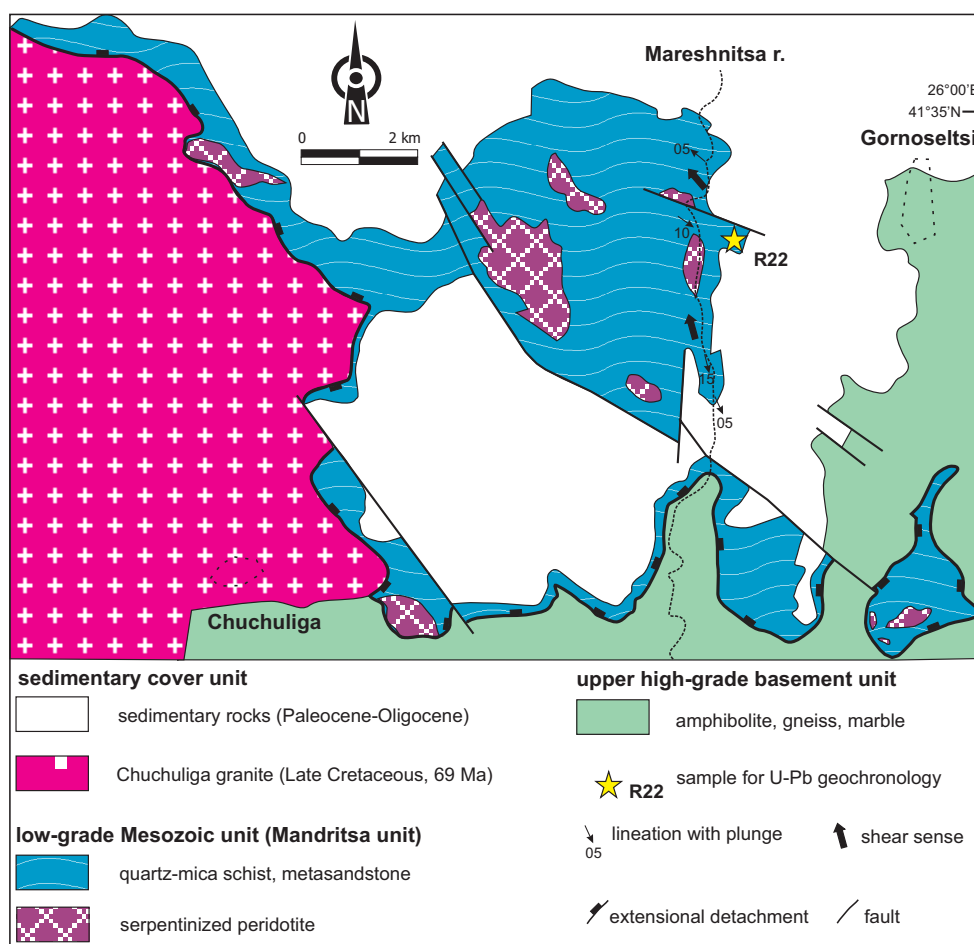 Mareshnitsa r.
26°00'E
41°35'N
Gornoseltsi
N
0 2 km
05
10
R22
15
05
Chuchuliga
sedimentary cover unit
sedimentary rocks (Paleocene-Oligocene)
Chuchuliga granite (Late Cretaceous, 69 Ma)
low-grade Mesozoic unit (Mandritsa unit)
quartz-mica schist, metasandstone
serpentinized peridotite
upper high-grade basement unit
amphibolite, gneiss, marble
R22 sample for U-Pb geochronology
05 lineation with plunge
shear sense
extensional detachment
fault